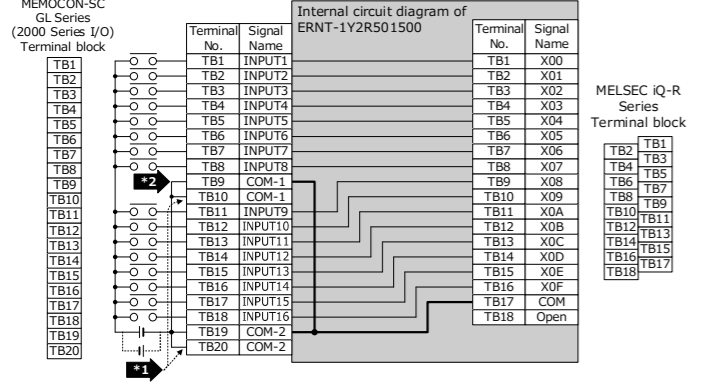 MEMOCON-SC
GL Series
(2000 Series I/O)
Terminal block
TB1
TB2
TB3
TB4
TB5
TB6
TB7
TB8
TB9
TB10
TB11
TB12
TB13
TB14
TB15
TB16
TB17
TB18
TB19
TB20
Internal circuit diagram of
ERNT-1Y2R501500
Terminal No. Signal Name
TB1 INPUT1
TB2 INPUT2
TB3 INPUT3
TB4 INPUT4
TB5 INPUT5
TB6 INPUT6
TB7 INPUT7
TB8 INPUT8
TB9 COM-1
TB10 COM-1
TB11 INPUT9
TB12 INPUT10
TB13 INPUT11
TB14 INPUT12
TB15 INPUT13
TB16 INPUT14
TB17 INPUT15
TB18 INPUT16
TB19 COM-2
TB20 COM-2
*2
*1
Terminal No. Signal Name
TB1 X00
TB2 X01
TB3 X02
TB4 X03
TB5 X04
TB6 X05
TB7 X06
TB8 X07
TB9 X08
TB10 X09
TB11 X0A
TB12 X0B
TB13 X0C
TB14 X0D
TB15 X0E
TB16 X0F
TB17 COM
TB18 Open
MELSEC iQ-R
Series
Terminal block
TB1
TB2
TB3
TB4
TB5
TB6
TB7
TB8
TB9
TB10
TB11
TB12
TB13
TB14
TB15
TB16
TB17
TB18